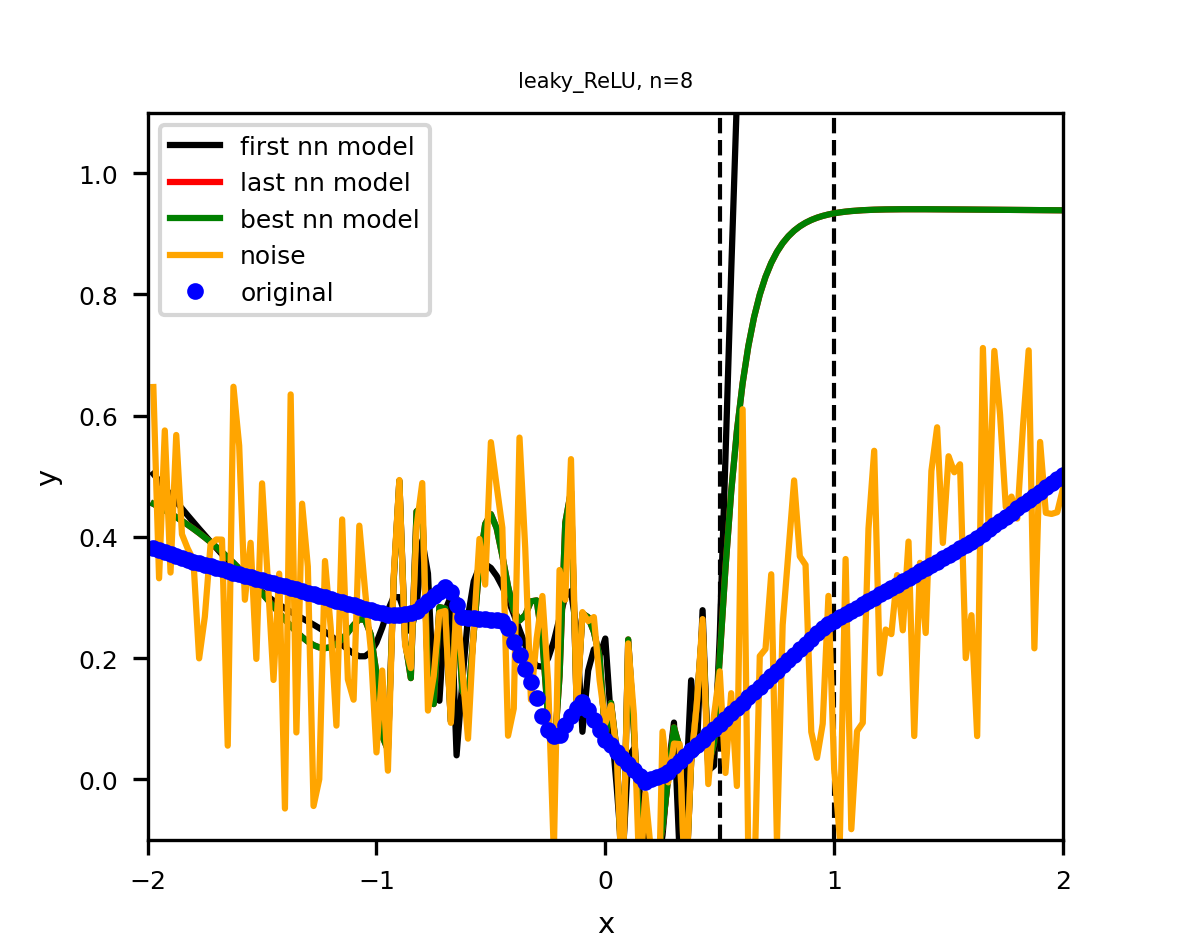 leaky_ReLU, n=8
first nn model
last nn model
best nn model
noise
original
1.0
0.8
0.6
0.4
0.2
0.0
y
−2
−1
0
1
2
x